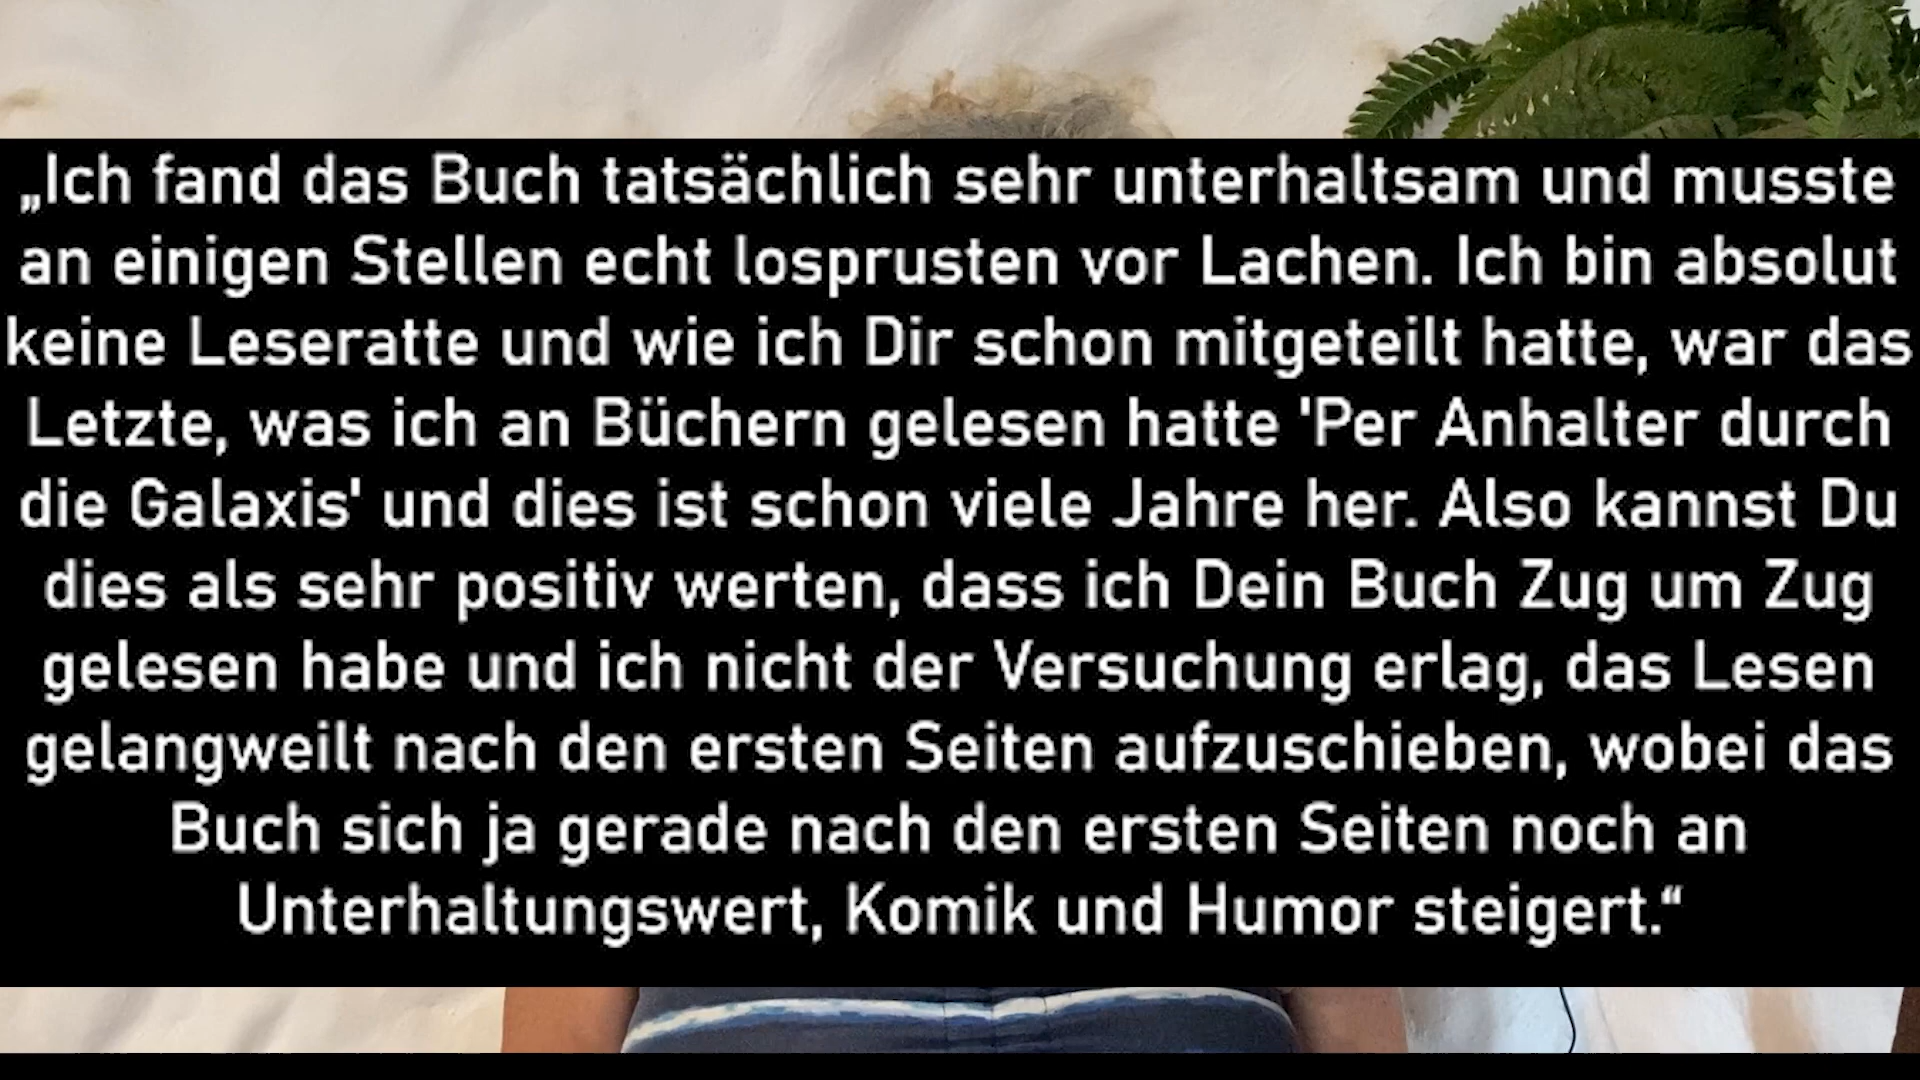 „Ich fand das Buch tatsächlich sehr unterhaltsam und musste
an einigen Stellen echt losprusten vor Lachen. Ich bin absolut
keine Leseratte und wie ich Dir schon mitgeteilt hatte, war das
Letzte, was ich an Büchern gelesen hatte 'Per Anhalter durch
die Galaxis' und dies ist schon viele Jahre her. Also kannst Du
dies als sehr positiv werten, dass ich Dein Buch Zug um Zug
gelesen habe und ich nicht der Versuchung erlag, das Lesen
gelangweilt nach den ersten Seiten aufzuschieben, wobei das
Buch sich ja gerade nach den ersten Seiten noch an
Unterhaltungswert, Komik und Humor steigert.“